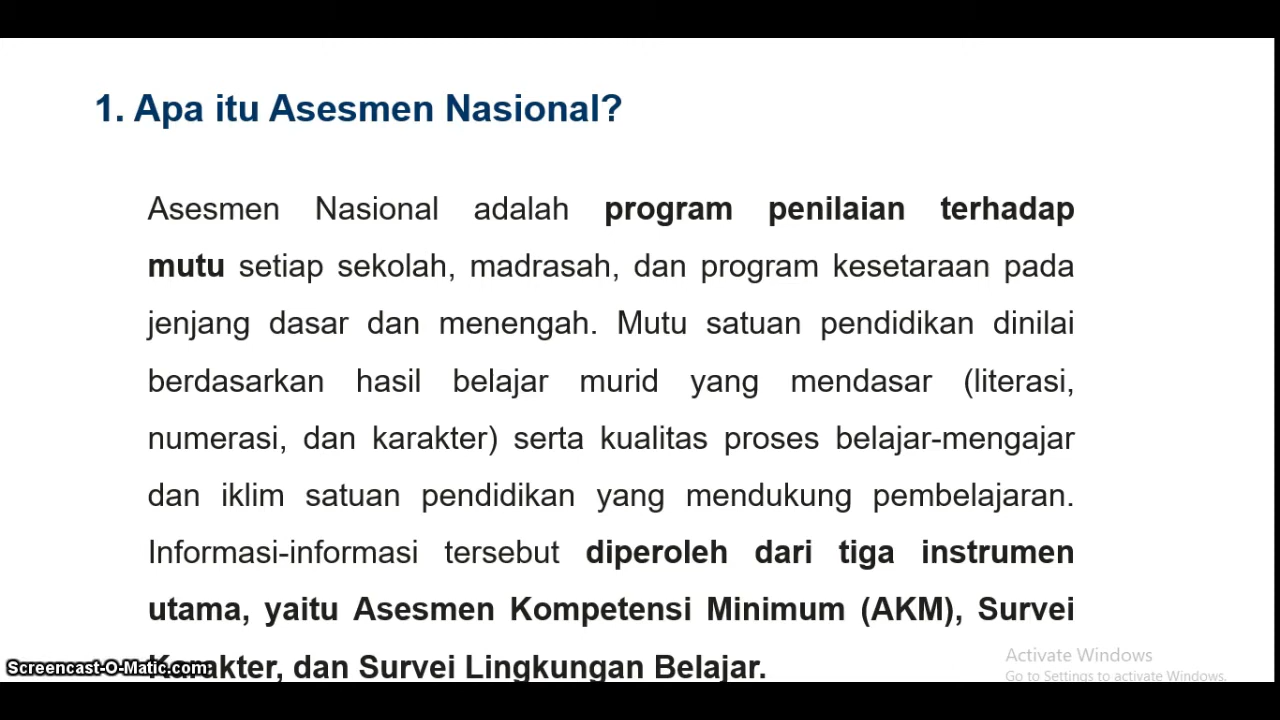 1. Apa itu Asesmen Nasional?
Asesmen Nasional adalah program penilaian terhadap
mutu setiap sekolah, madrasah, dan program kesetaraan pada
jenjang dasar dan menengah. Mutu satuan pendidikan dinilai
berdasarkan hasil belajar murid yang mendasar (literasi,
numerasi, dan karakter) serta kualitas proses belajar-mengajar
dan iklim satuan pendidikan yang mendukung pembelajaran.
Informasi-informasi tersebut diperoleh dari tiga instrumen
utama, yaitu Asesmen Kompetensi Minimum (AKM), Survei
Karakter, dan Survei Lingkungan Belajar.
Screencast-O-Matic.com
Activate Windows
Go to Settings to activate Windows.